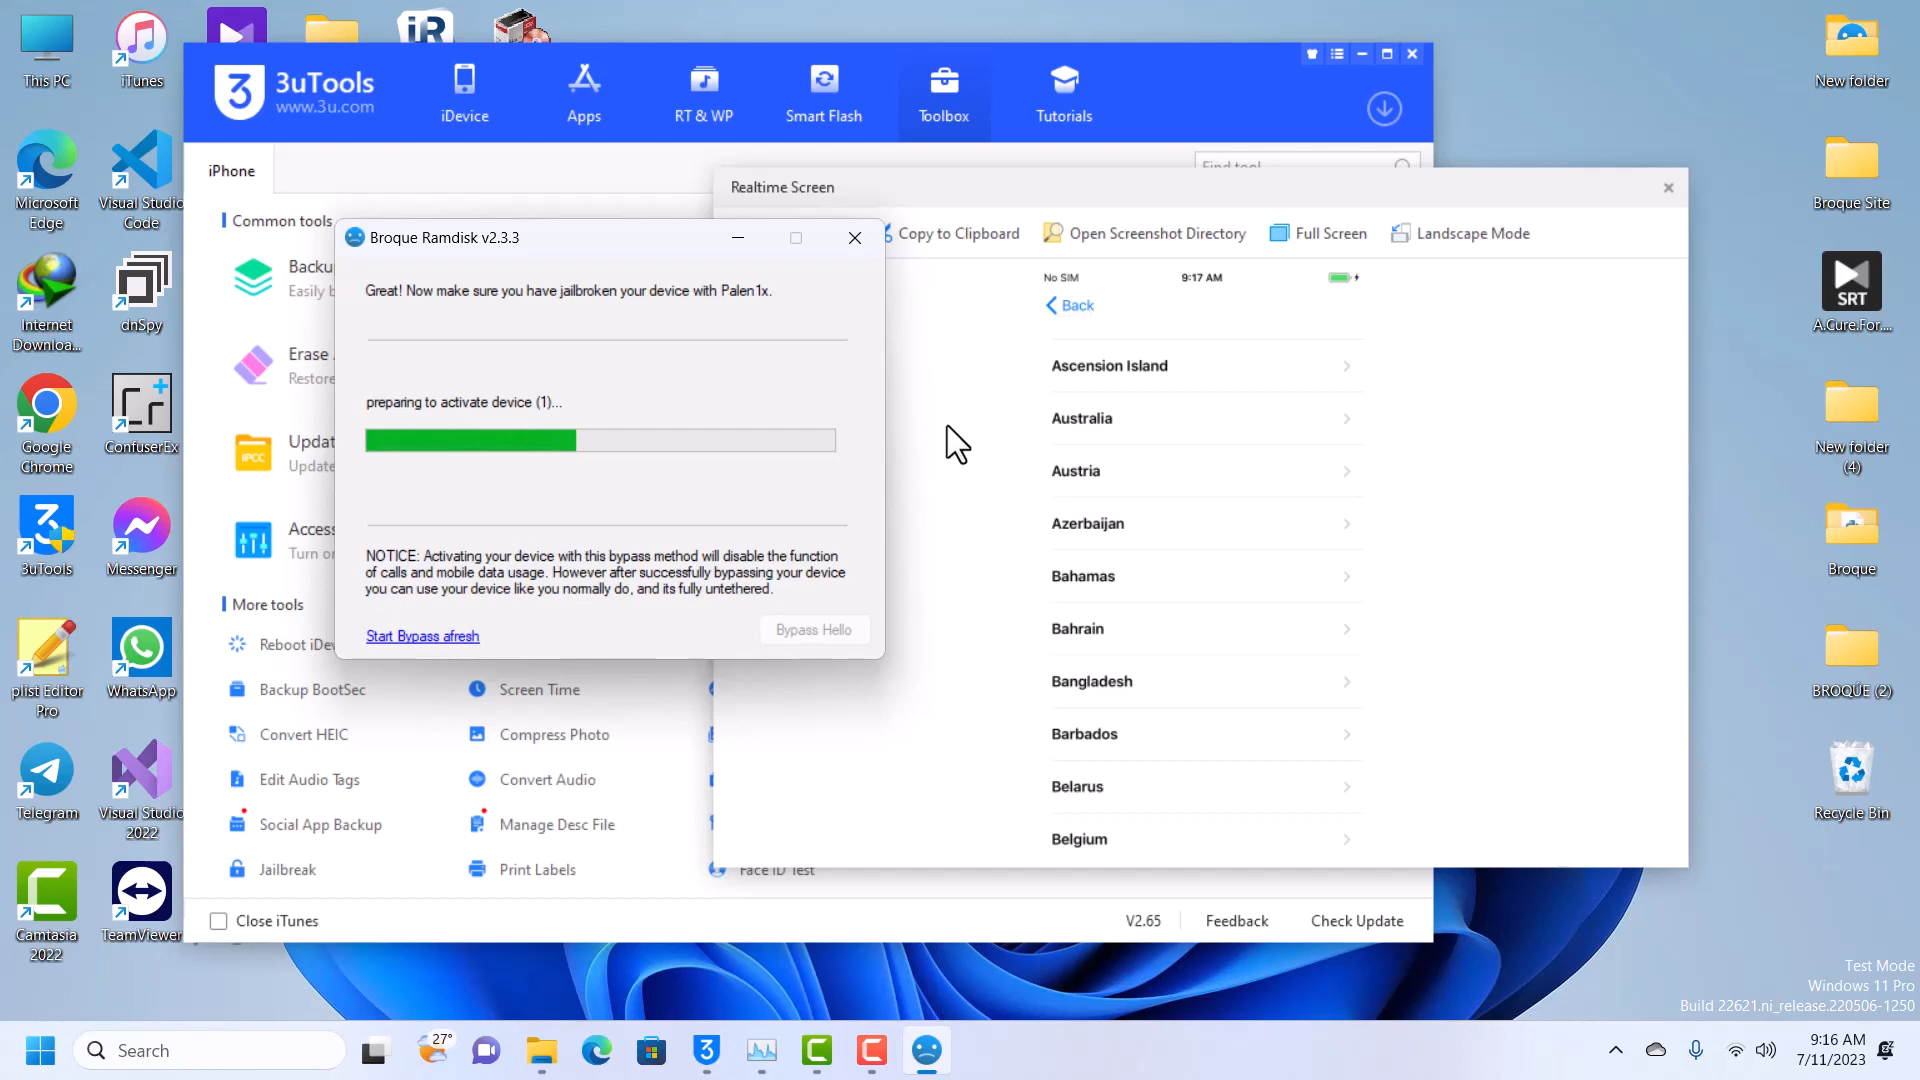 This PC
iTunes
iR
New folder
3
3uTools
www.3u.com
iDevice
Apps
RT & WP
Smart Flash
Toolbox
Tutorials
iPhone
Realtime Screen
Microsoft
Edge
Visual Studio
Code
Broque Site
Common tools
Broque Ramdisk v2.3.3
Copy to Clipboard
Open Screenshot Directory
Full Screen
Landscape Mode
Easily b
Great! Now make sure you have jailbroken your device with Palen1x.
No SIM
9:17 AM
Back
Internet
Downloa...
dnSpy
SRT
A.Cure.For,...
Erase
Restore
Ascension Island
preparing to activate device (1)...
Australia
Google
Chrome
ConfuserEx
New folder
(4)
IPCC
Update
Austria
Azerbaijan
Turn or
NOTICE: Activating your device with this bypass method will disable the function
of calls and mobile data usage. However after successfully bypassing your device
you can use your device like you normally do, and its fully untethered.
3uTools
Messenger
Broque
Bahamas
More tools
Start Bypass afresh
Bypass Hello
Bahrain
plist Editor
Pro
WhatsApp
BROQUE (2)
Backup BootSec
Screen Time
Bangladesh
Convert HEIC
Compress Photo
Barbados
Edit Audio Tags
Convert Audio
Belarus
Telegram
Visual Studio
2022
Recycle Bin
Social App Backup
Manage Desc File
Belgium
Jailbreak
Print Labels
Face ID Test
Close iTunes
V2.65
Feedback
Check Update
Camtasia
2022
TeamViewer
Test Mode
Windows 11 Pro
Build 22621.ni_release.220506-1250
Search
27°
9:16 AM
7/11/2023